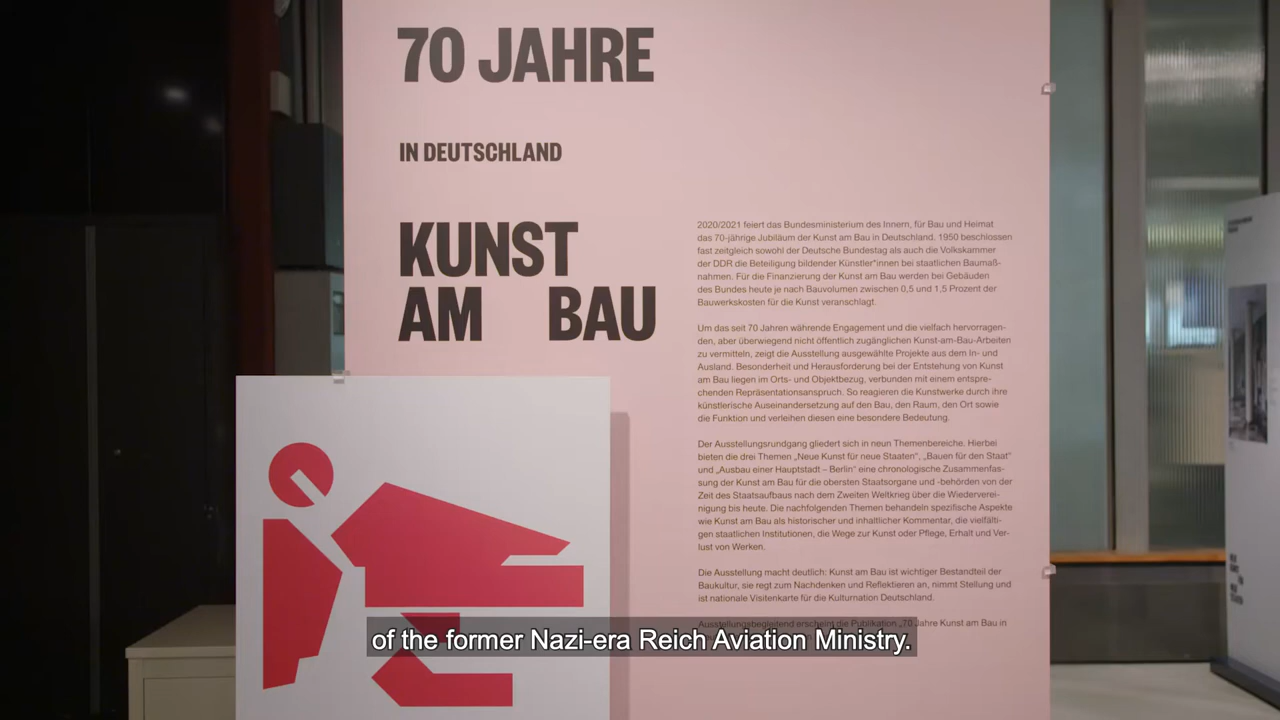 70 JAHRE
IN DEUTSCHLAND
KUNST
AM BAU
2020/2021 feiert das Bundesministerium des Innern, für Bau und Heimat
das 70-jährige Jubiläum der Kunst am Bau in Deutschland. 1950 beschlossen
fast zeitgleich sowohl der Deutsche Bundestag als auch die Volkskammer
der DDR die Beteiligung bildender Künstler*innen bei staatlichen Baumaß-
nahmen. Für die Finanzierung der Kunst am Bau werden bei Gebäuden
des Bundes heute je nach Bauvolumen zwischen 0,5 und 1,5 Prozent der
Bauwerkskosten für die Kunst veranschlagt.
Um das seit 70 Jahren währende Engagement und die vielfach hervorragen-
den, aber überwiegend nicht öffentlich zugänglichen Kunst-am-Bau-Arbeiten
zu vermitteln, zeigt die Ausstellung ausgewählte Projekte aus dem In- und
Ausland. Besonderheit und Herausforderung bei der Entstehung von Kunst
am Bau liegen im Orts- und Objektbezug, verbunden mit einem entspre-
chenden Repräsentationsanspruch. So reagieren die Kunstwerke durch ihre
künstlerische Auseinandersetzung auf den Bau, den Raum, den Ort sowie
die Funktion und verleihen diesen eine besondere Bedeutung.
Der Ausstellungsrundgang gliedert sich in neun Themenbereiche. Hierbei
bieten die drei Themen „Neue Kunst für neue Staaten“, „Bauen für den Staat“
und „Ausbau einer Hauptstadt – Berlin“ eine chronologische Zusammenfas-
sung der Kunst am Bau für die obersten Staatsorgane und -behörden von der
Zeit des Staatsaufbaus nach dem Zweiten Weltkrieg über die Wiederverei-
nigung bis heute. Die nachfolgenden Themen behandeln spezifische Aspekte
wie Kunst am Bau als historischer und inhaltlicher Kommentar, die vielfälti-
gen staatlichen Institutionen, die Wege zur Kunst oder Pflege, Erhalt und Ver-
lust von Werken.
Die Ausstellung macht deutlich: Kunst am Bau ist wichtiger Bestandteil der
Baukultur, sie regt zum Nachdenken und Reflektieren an, nimmt Stellung und
ist nationale Visitenkarte für die Kulturnation Deutschland.
Ausstellungsbegleitend erscheint die Publikation „70 Jahre Kunst am Bau in
of the former Nazi-era Reich Aviation Ministry.